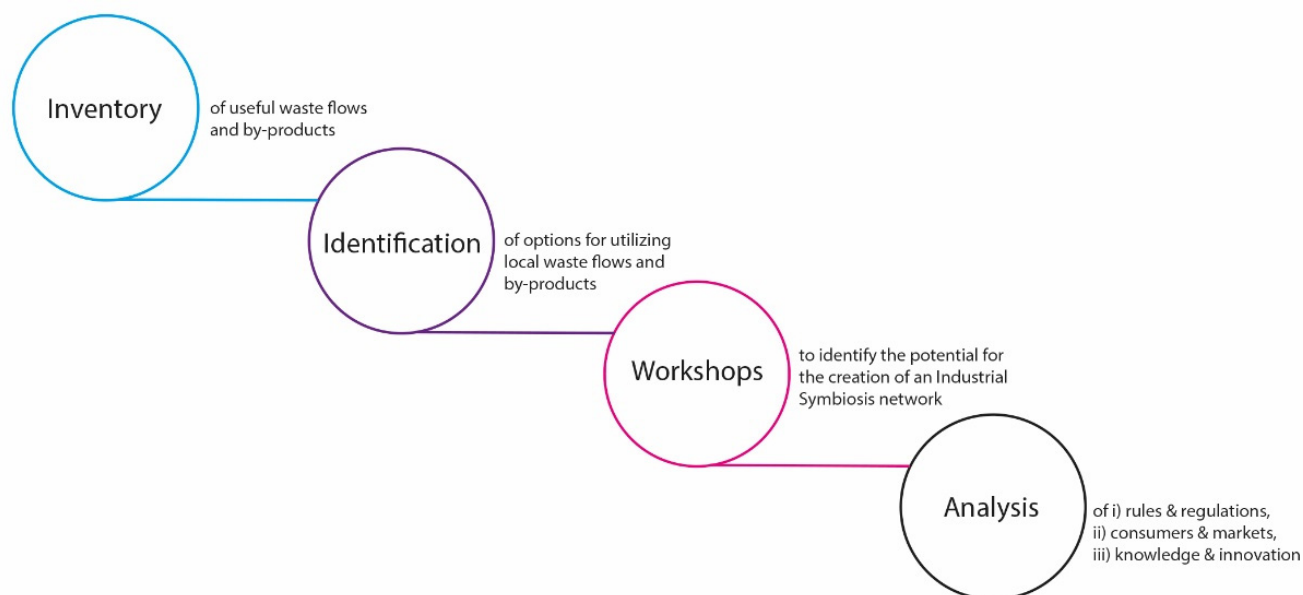 Inventory
of useful waste flows
and by-products
Identification
of options for utilizing
local waste flows and
by-products
Workshops
to identify the potential for
the creation of an Industrial
Symbiosis network
Analysis
of i) rules & regulations,
ii) consumers & markets,
iii) knowledge & innovation